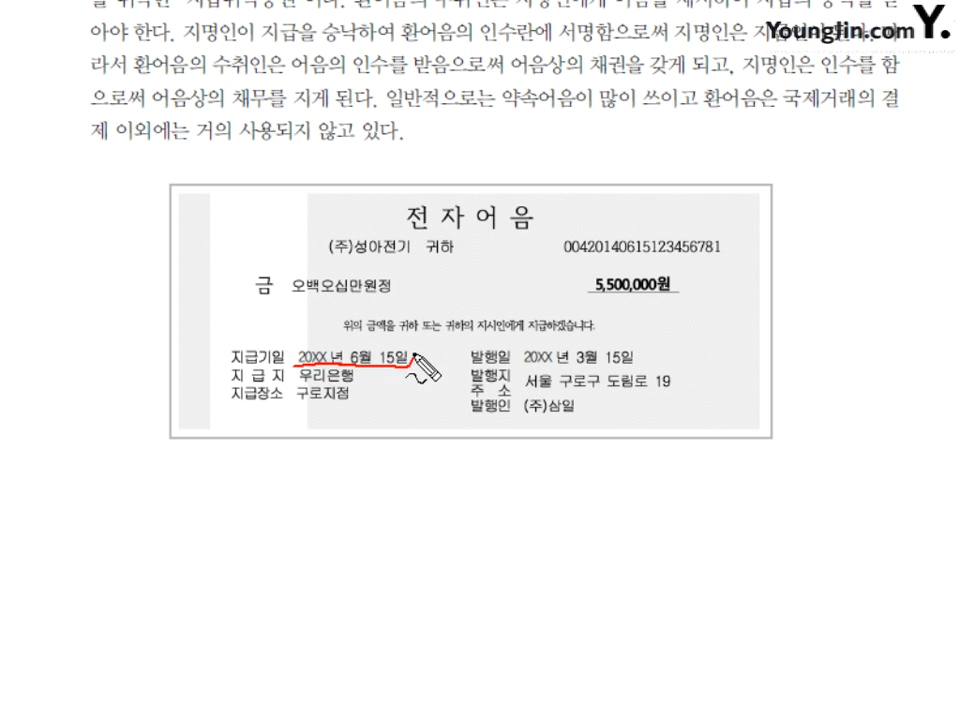 아야 한다. 지명인이 지급을 승낙하여 환어음의 인수란에 서명함으로써 지명인은
라서 환어음의 수취인은 어음의 인수를 받음으로써 어음상의 채권을 갖게 되고, 지명인은 인수를 함
으로써 어음상의 채무를 지게 된다. 일반적으로는 약속어음이 많이 쓰이고 환어음은 국제거래의 결
제 이외에는 거의 사용되지 않고 있다.
Younglin.com Y.
전 자 어 음
(주)성아전기 귀하 00420140615123456781
금 오백오십만원정 5,500,000원
위의 금액을 귀하 또는 귀하의 지시인에게 지급하겠습니다.
지급기일 20XX 년 6월 15일
지 급 지 우리은행
지급장소 구로지점
발행일 20XX 년 3월 15일
발행지 서울 구로구 도림로 19
주 소
발행인 (주)삼일